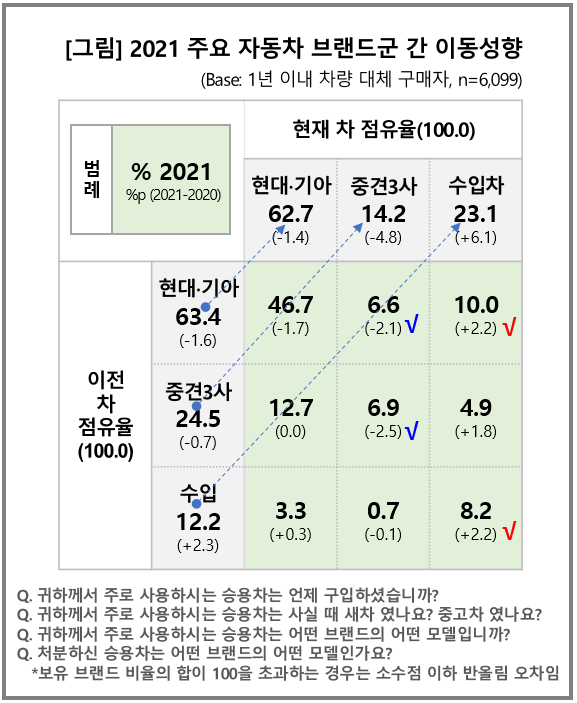 [그림] 2021 주요 자동차 브랜드군 간 이동성향
(Base: 1년 이내 차량 대체 구매자, n=6,099)
범례
% 2021
%p (2021-2020)
현재 차 점유율(100.0)
현대·기아 중견3사 수입차
62.7 14.2 23.1
(-1.4) (-4.8) (+6.1)
이전
차
점유율
(100.0)
현대·기아
63.4 46.7 6.6 10.0
(-1.6) (-1.7) (-2.1) √ (+2.2) √
중견3사
24.5 12.7 6.9 4.9
(-0.7) (0.0) (-2.5) √ (+1.8)
수입
12.2 3.3 0.7 8.2
(+2.3) (+0.3) (-0.1) (+2.2) √
Q. 귀하께서 주로 사용하시는 승용차는 언제 구입하셨습니까?
Q. 귀하께서 주로 사용하시는 승용차는 사실 때 새차 였나요? 중고차 였나요?
Q. 귀하께서 주로 사용하시는 승용차는 어떤 브랜드의 어떤 모델입니까?
Q. 처분하신 승용차는 어떤 브랜드의 어떤 모델인가요?
*보유 브랜드 비율의 합이 100을 초과하는 경우는 소수점 이하 반올림 오차임